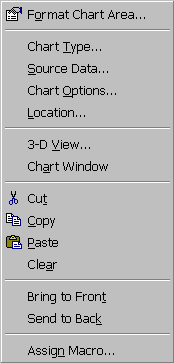 Format Chart Area...
Chart Type...
Source Data...
Chart Options...
Location...
3-D View...
Chart Window
Cut
Copy
Paste
Clear
Bring to Front
Send to Back
Assign Macro...